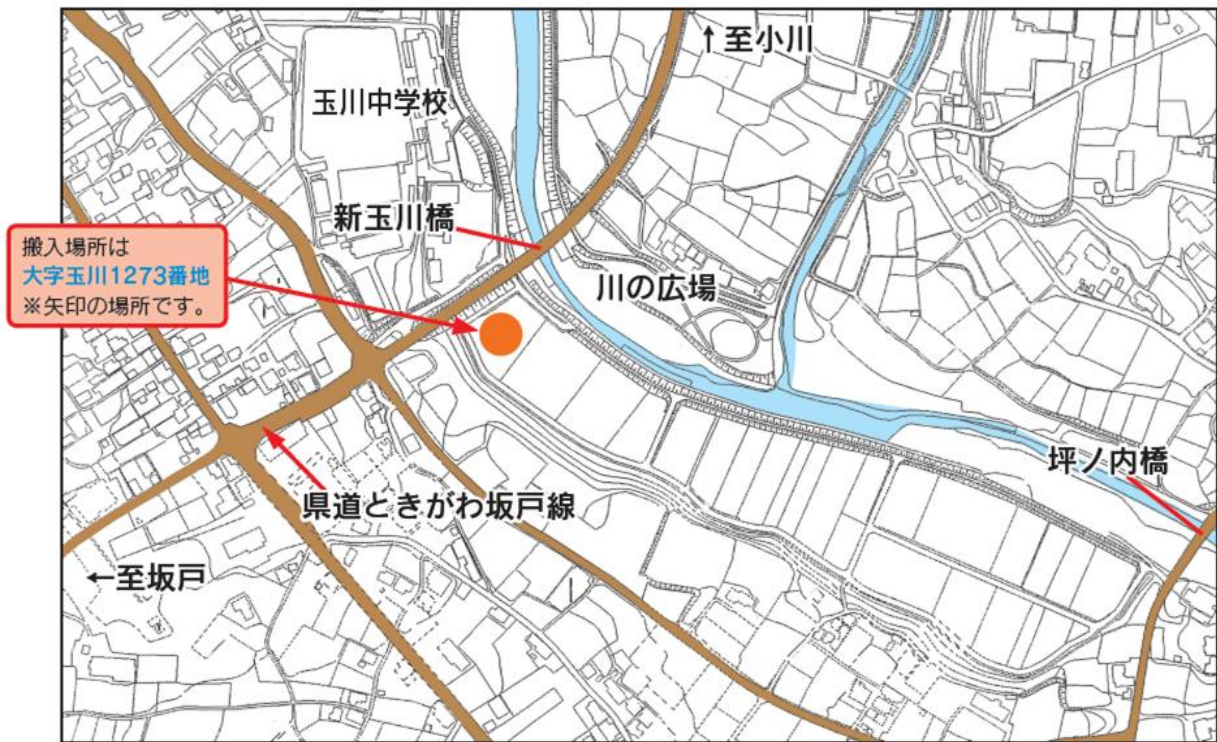 ↑至小川
玉川中学校
新玉川橋
搬入場所は
大字玉川1273番地
※矢印の場所です。
川の広場
坪ノ内橋
県道ときがわ坂戸線
←至坂戸